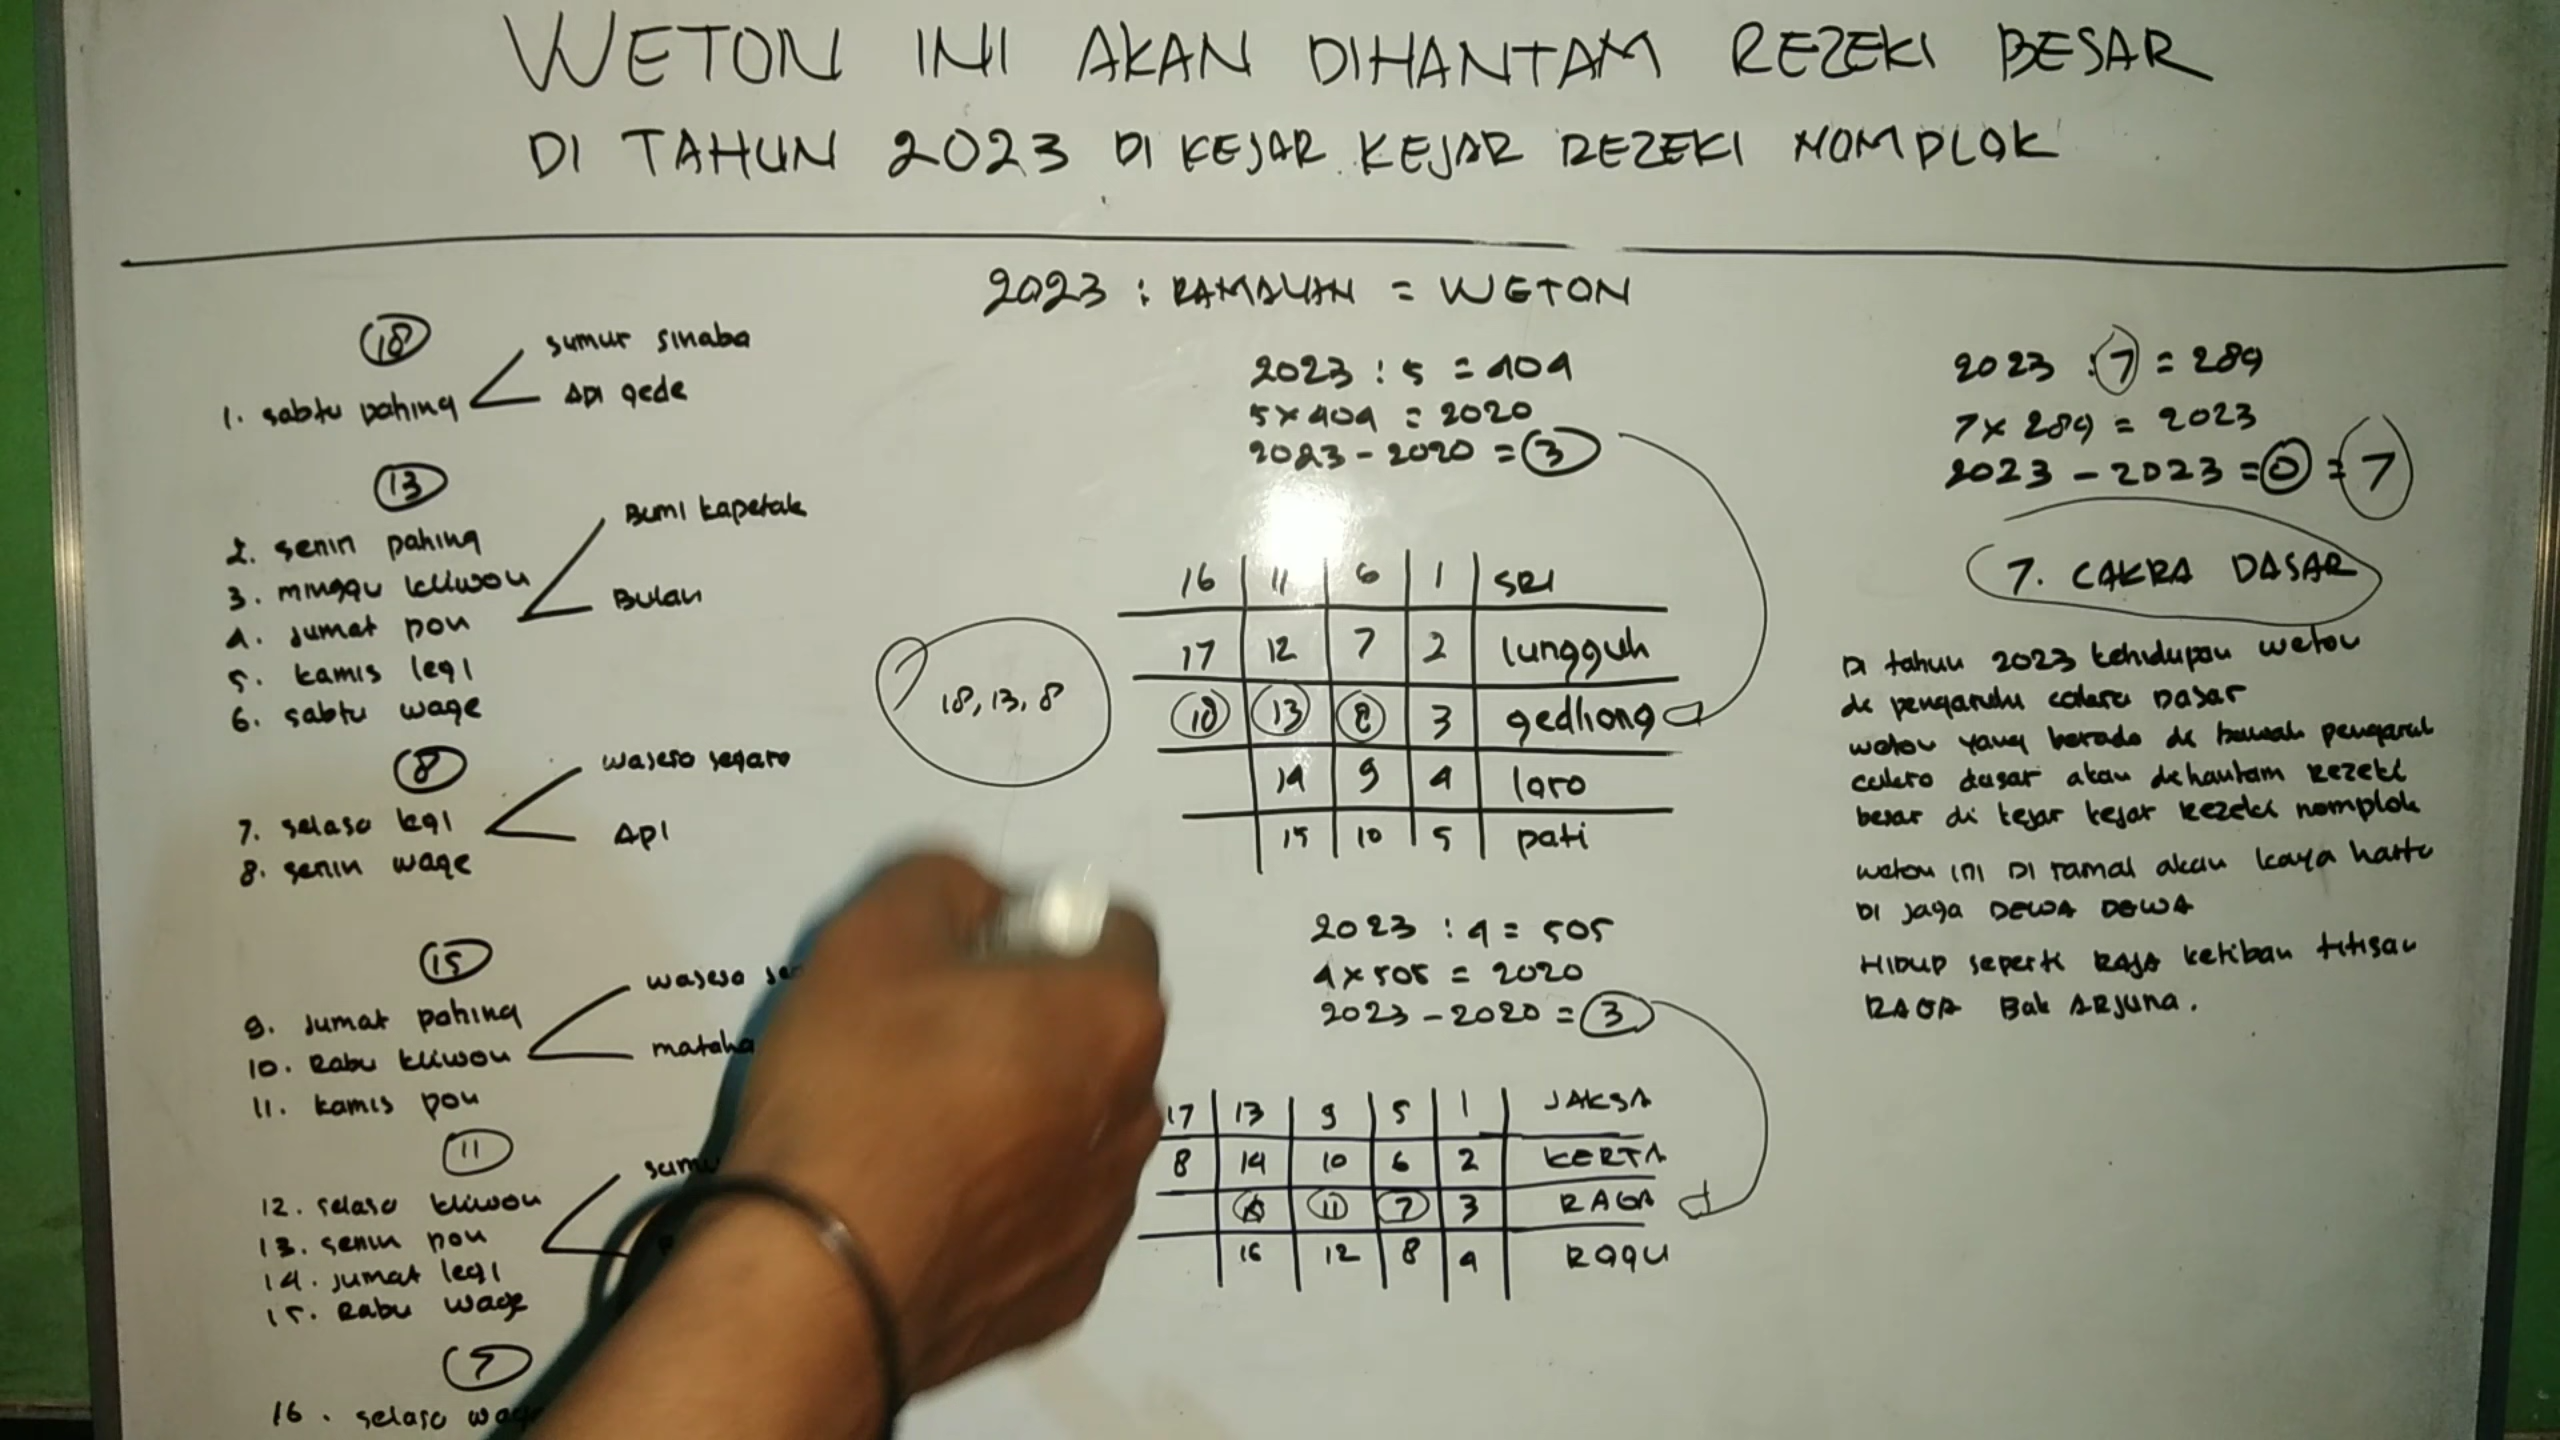 WETON INI AKAN DIHANTAM REZEKI BESAR
DI TAHUN 2023 DI KEJAR KEJAR REZEKI NOMPLOK
2023 : RAMALAN = WETON
18
1. sabtu pahing
sumur sinaba
Api gede
13
2. senin pahing
3. minggu kliwon
4. jumat pon
5. kamis legi
6. sabtu wage
Bumi kapetak
Bulan
8
7. selaso legi
8. senin wage
waseso segaro
Api
15
9. jumat pahing
10. Rabu kliwon
11. kamis pon
waseso
11
12. selaso kliwon
13. senin pon
14. jumat legi
15. Rabu wage
7
16. selaso
2023 : 5 = 404
5 x 404 = 2020
2023 - 2020 = 3
18, 13, 8
16 11 6 1 SRI
17 12 7 2 lungguh
18 13 8 3 gedhong
14 9 4 loro
15 10 5 pati
2023 : 4 = 505
4 x 505 = 2020
2023 - 2020 = 3
17 13 9 5 1 JAKSA
8 14 10 6 2 KERTA
11 7 3 RAGA
16 12 8 4 RAGU
2023 : 7 = 289
7 x 289 = 2023
2023 - 2023 = 0 = 7
7. CAKRA DASAR
Di tahun 2023 kehidupan weton
di pengaruhi cakra Dasar
weton yang berada di bawah pengaruh
cakro dasar akan dihantam Rezeki
besar di kejar kejar Rezeki nomplok
weton ini Di ramal akan kaya harta
Di jaga DEWA DEWA
HIDUP seperti RAJA ketiban titisan
RAGA Bak ARJUNA.